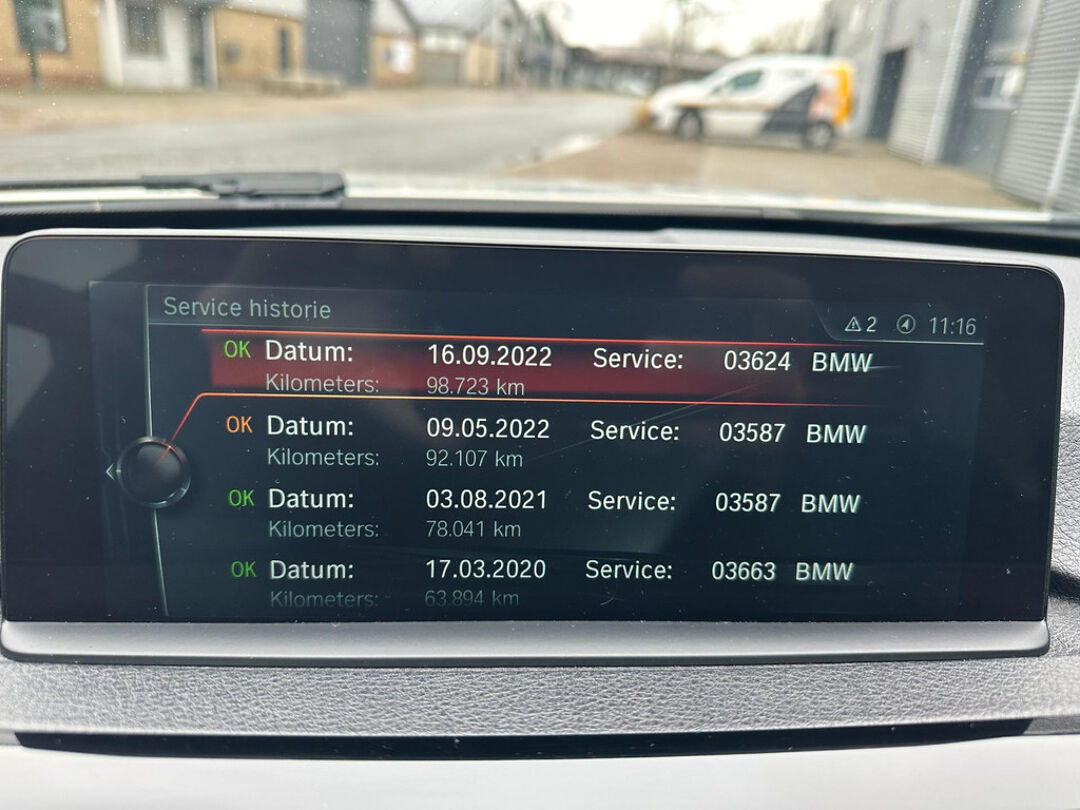 Service historie
2 11:16
OK Datum: 16.09.2022 Service: 03624 BMW
Kilometers: 98.723 km
OK Datum: 09.05.2022 Service: 03587 BMW
Kilometers: 92.107 km
OK Datum: 03.08.2021 Service: 03587 BMW
Kilometers: 78.041 km
OK Datum: 17.03.2020 Service: 03663 BMW
Kilometers: 63.894 km